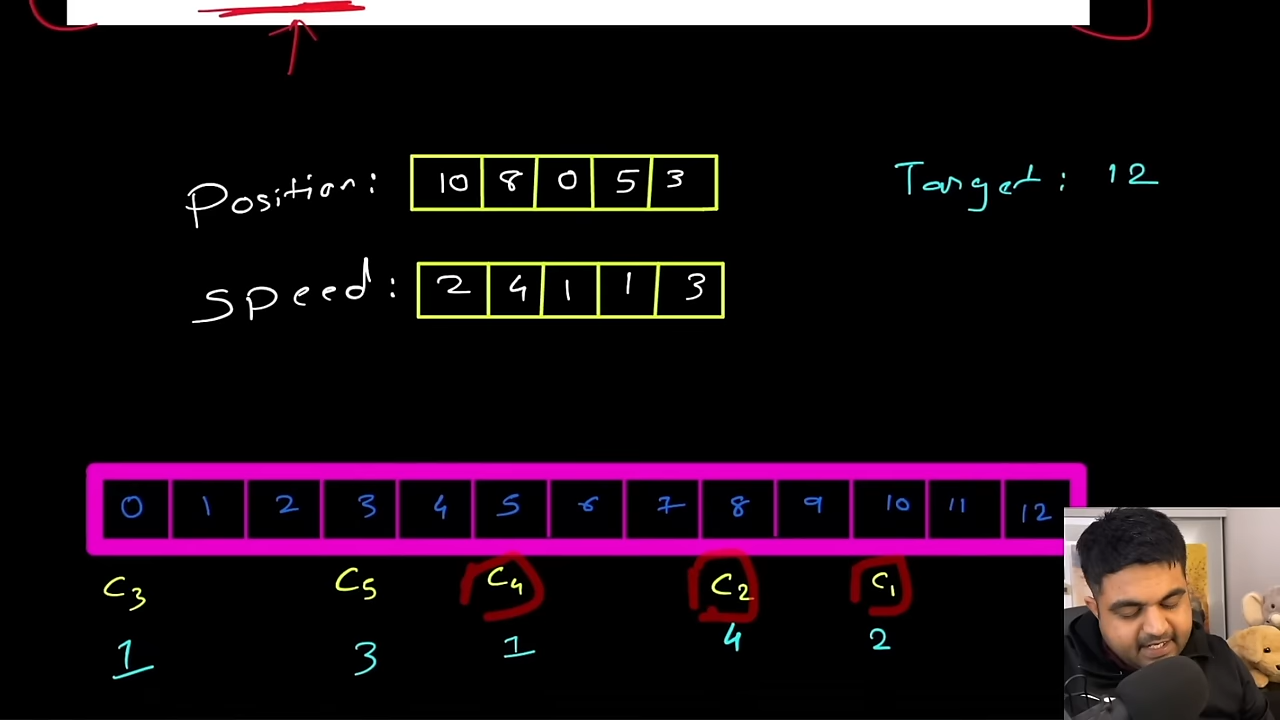 Position: 10 8 0 5 3
Target: 12
Speed: 2 4 1 1 3
0 1 2 3 4 5 6 7 8 9 10 11 12
C3 C5 C4 C2 C1
1 3 1 4 2